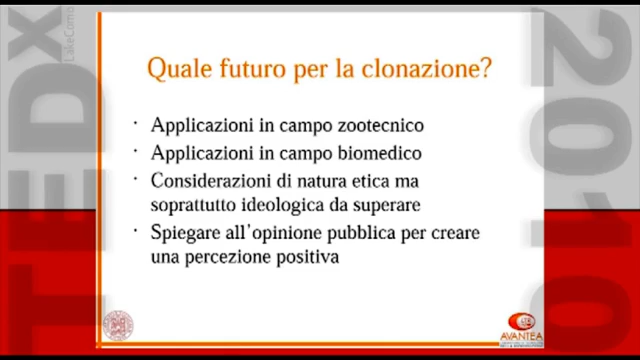 TEDx
LakeComo
2010
Quale futuro per la clonazione?
· Applicazioni in campo zootecnico
· Applicazioni in campo biomedico
· Considerazioni di natura etica ma
soprattutto ideologica da superare
· Spiegare all'opinione pubblica per creare
una percezione positiva
AVANTEA